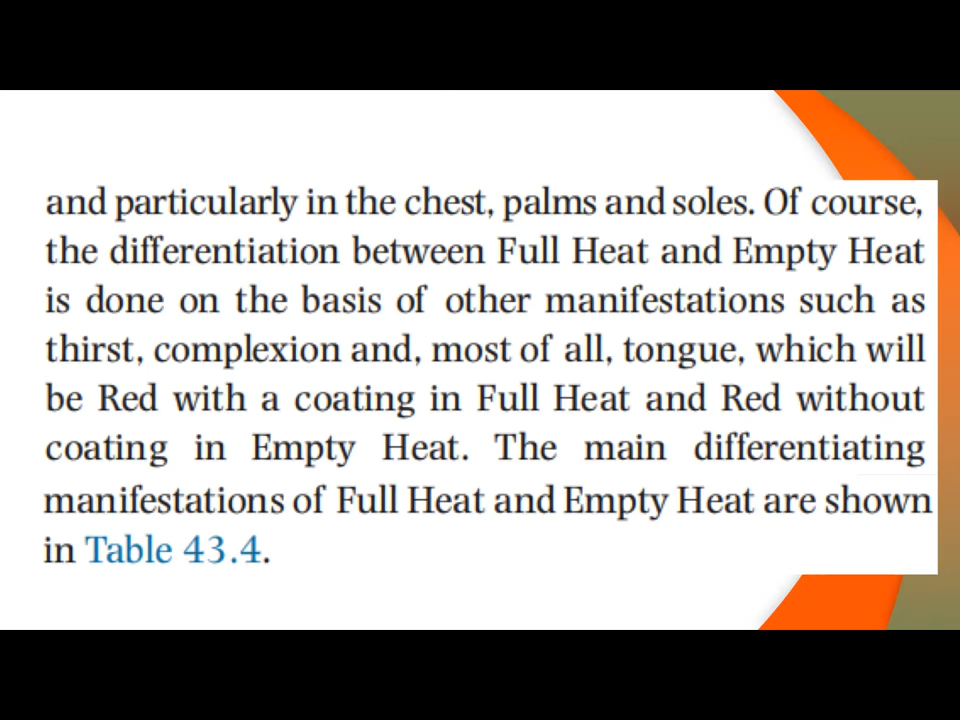 and particularly in the chest, palms and soles. Of course,
the differentiation between Full Heat and Empty Heat
is done on the basis of other manifestations such as
thirst, complexion and, most of all, tongue, which will
be Red with a coating in Full Heat and Red without
coating in Empty Heat. The main differentiating
manifestations of Full Heat and Empty Heat are shown
in Table 43.4.